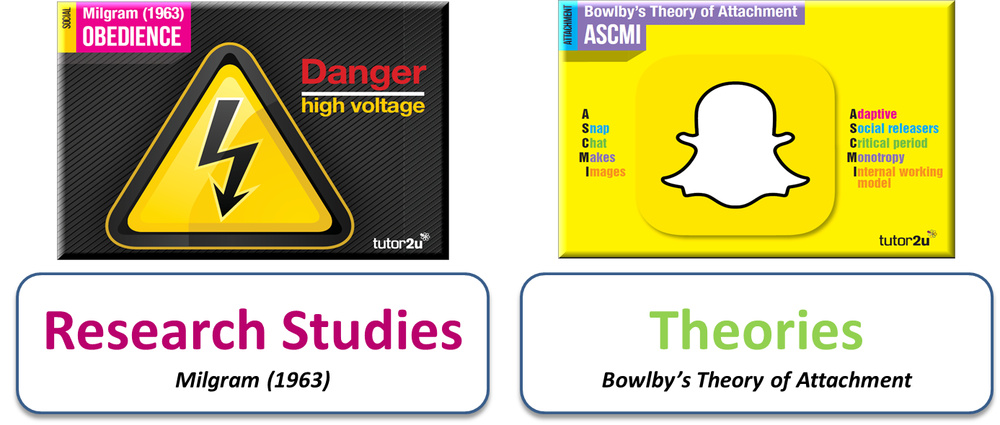 SOCIAL
Milgram (1963)
OBEDIENCE
Danger
high voltage
tutor2u
ATTACHMENT
Bowlby's Theory of Attachment
ASCMI
A
Snap
Chat
Makes
Images
Adaptive
Social releasers
Critical period
Monotropy
Internal working
model
tutor2u
Research Studies
Milgram (1963)
Theories
Bowlby's Theory of Attachment